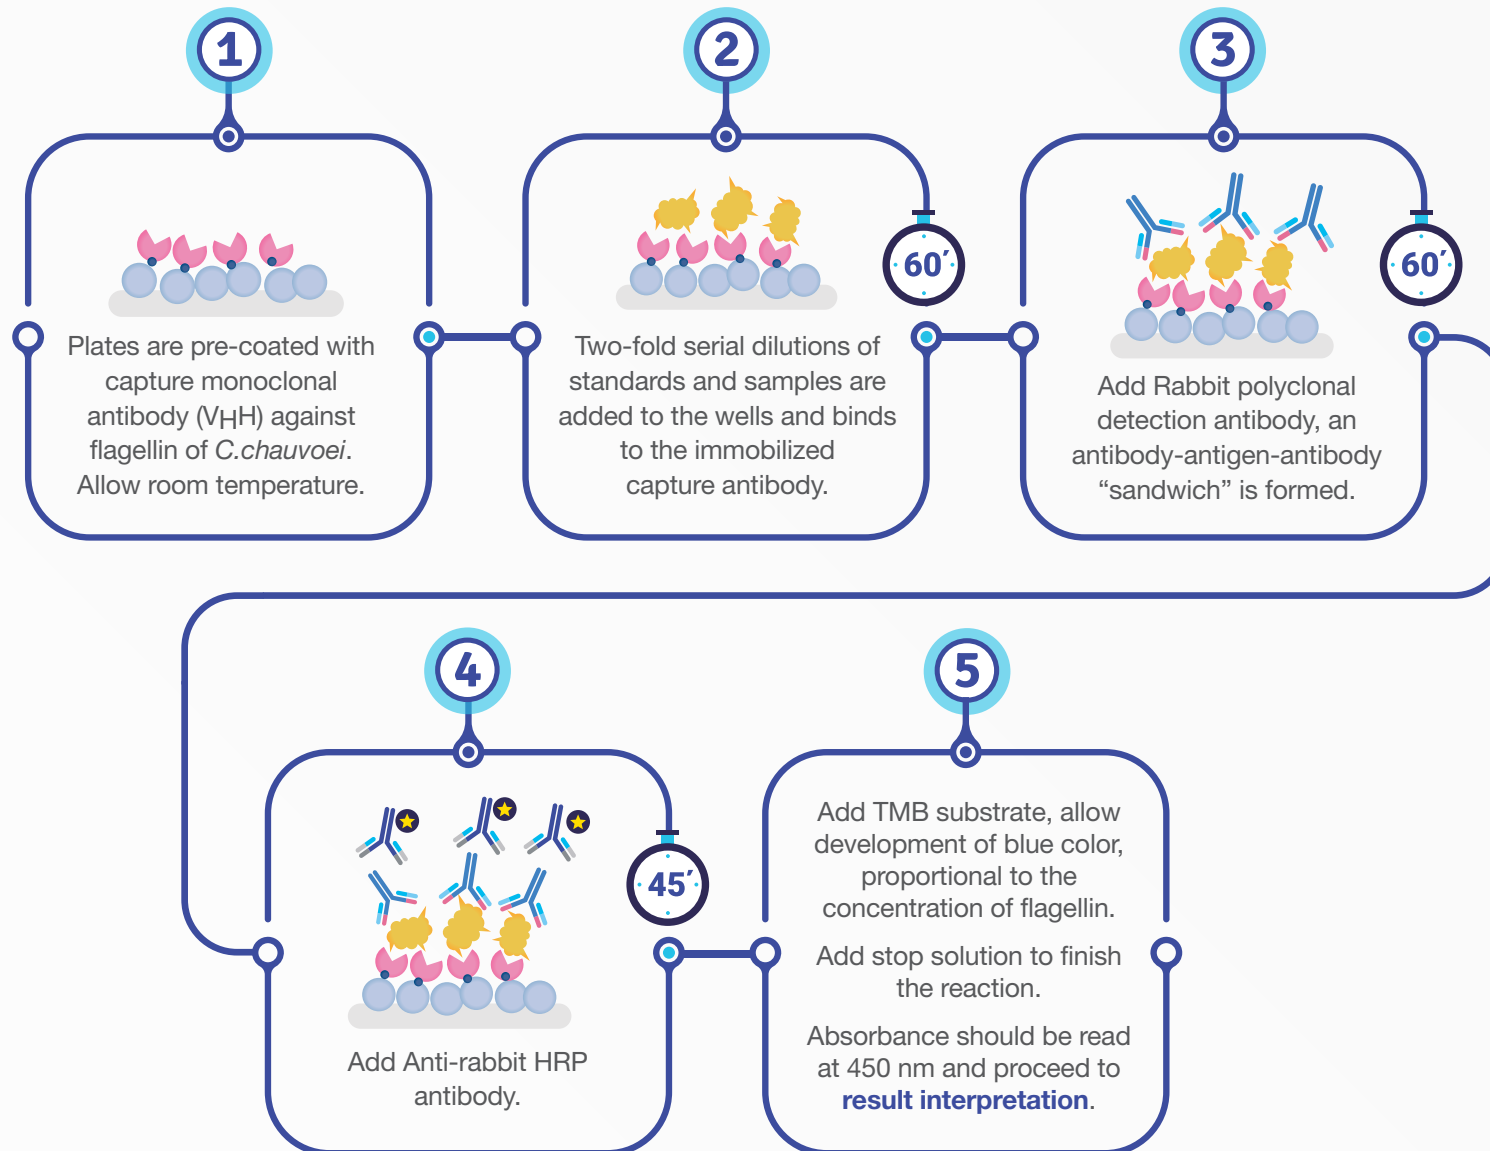 1
Plates are pre-coated with
capture monoclonal
antibody (VHH) against
flagellin of C.chauvoei.
Allow room temperature.
2
60′
Two-fold serial dilutions of
standards and samples are
added to the wells and binds
to the immobilized
capture antibody.
3
60′
Add Rabbit polyclonal
detection antibody, an
antibody-antigen-antibody
“sandwich” is formed.
4
45′
Add Anti-rabbit HRP
antibody.
5
Add TMB substrate, allow
development of blue color,
proportional to the
concentration of flagellin.
Add stop solution to finish
the reaction.
Absorbance should be read
at 450 nm and proceed to
result interpretation.